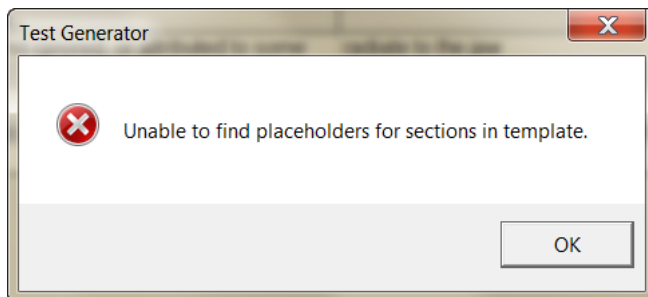 Test Generator
Unable to find placeholders for sections in template.
OK